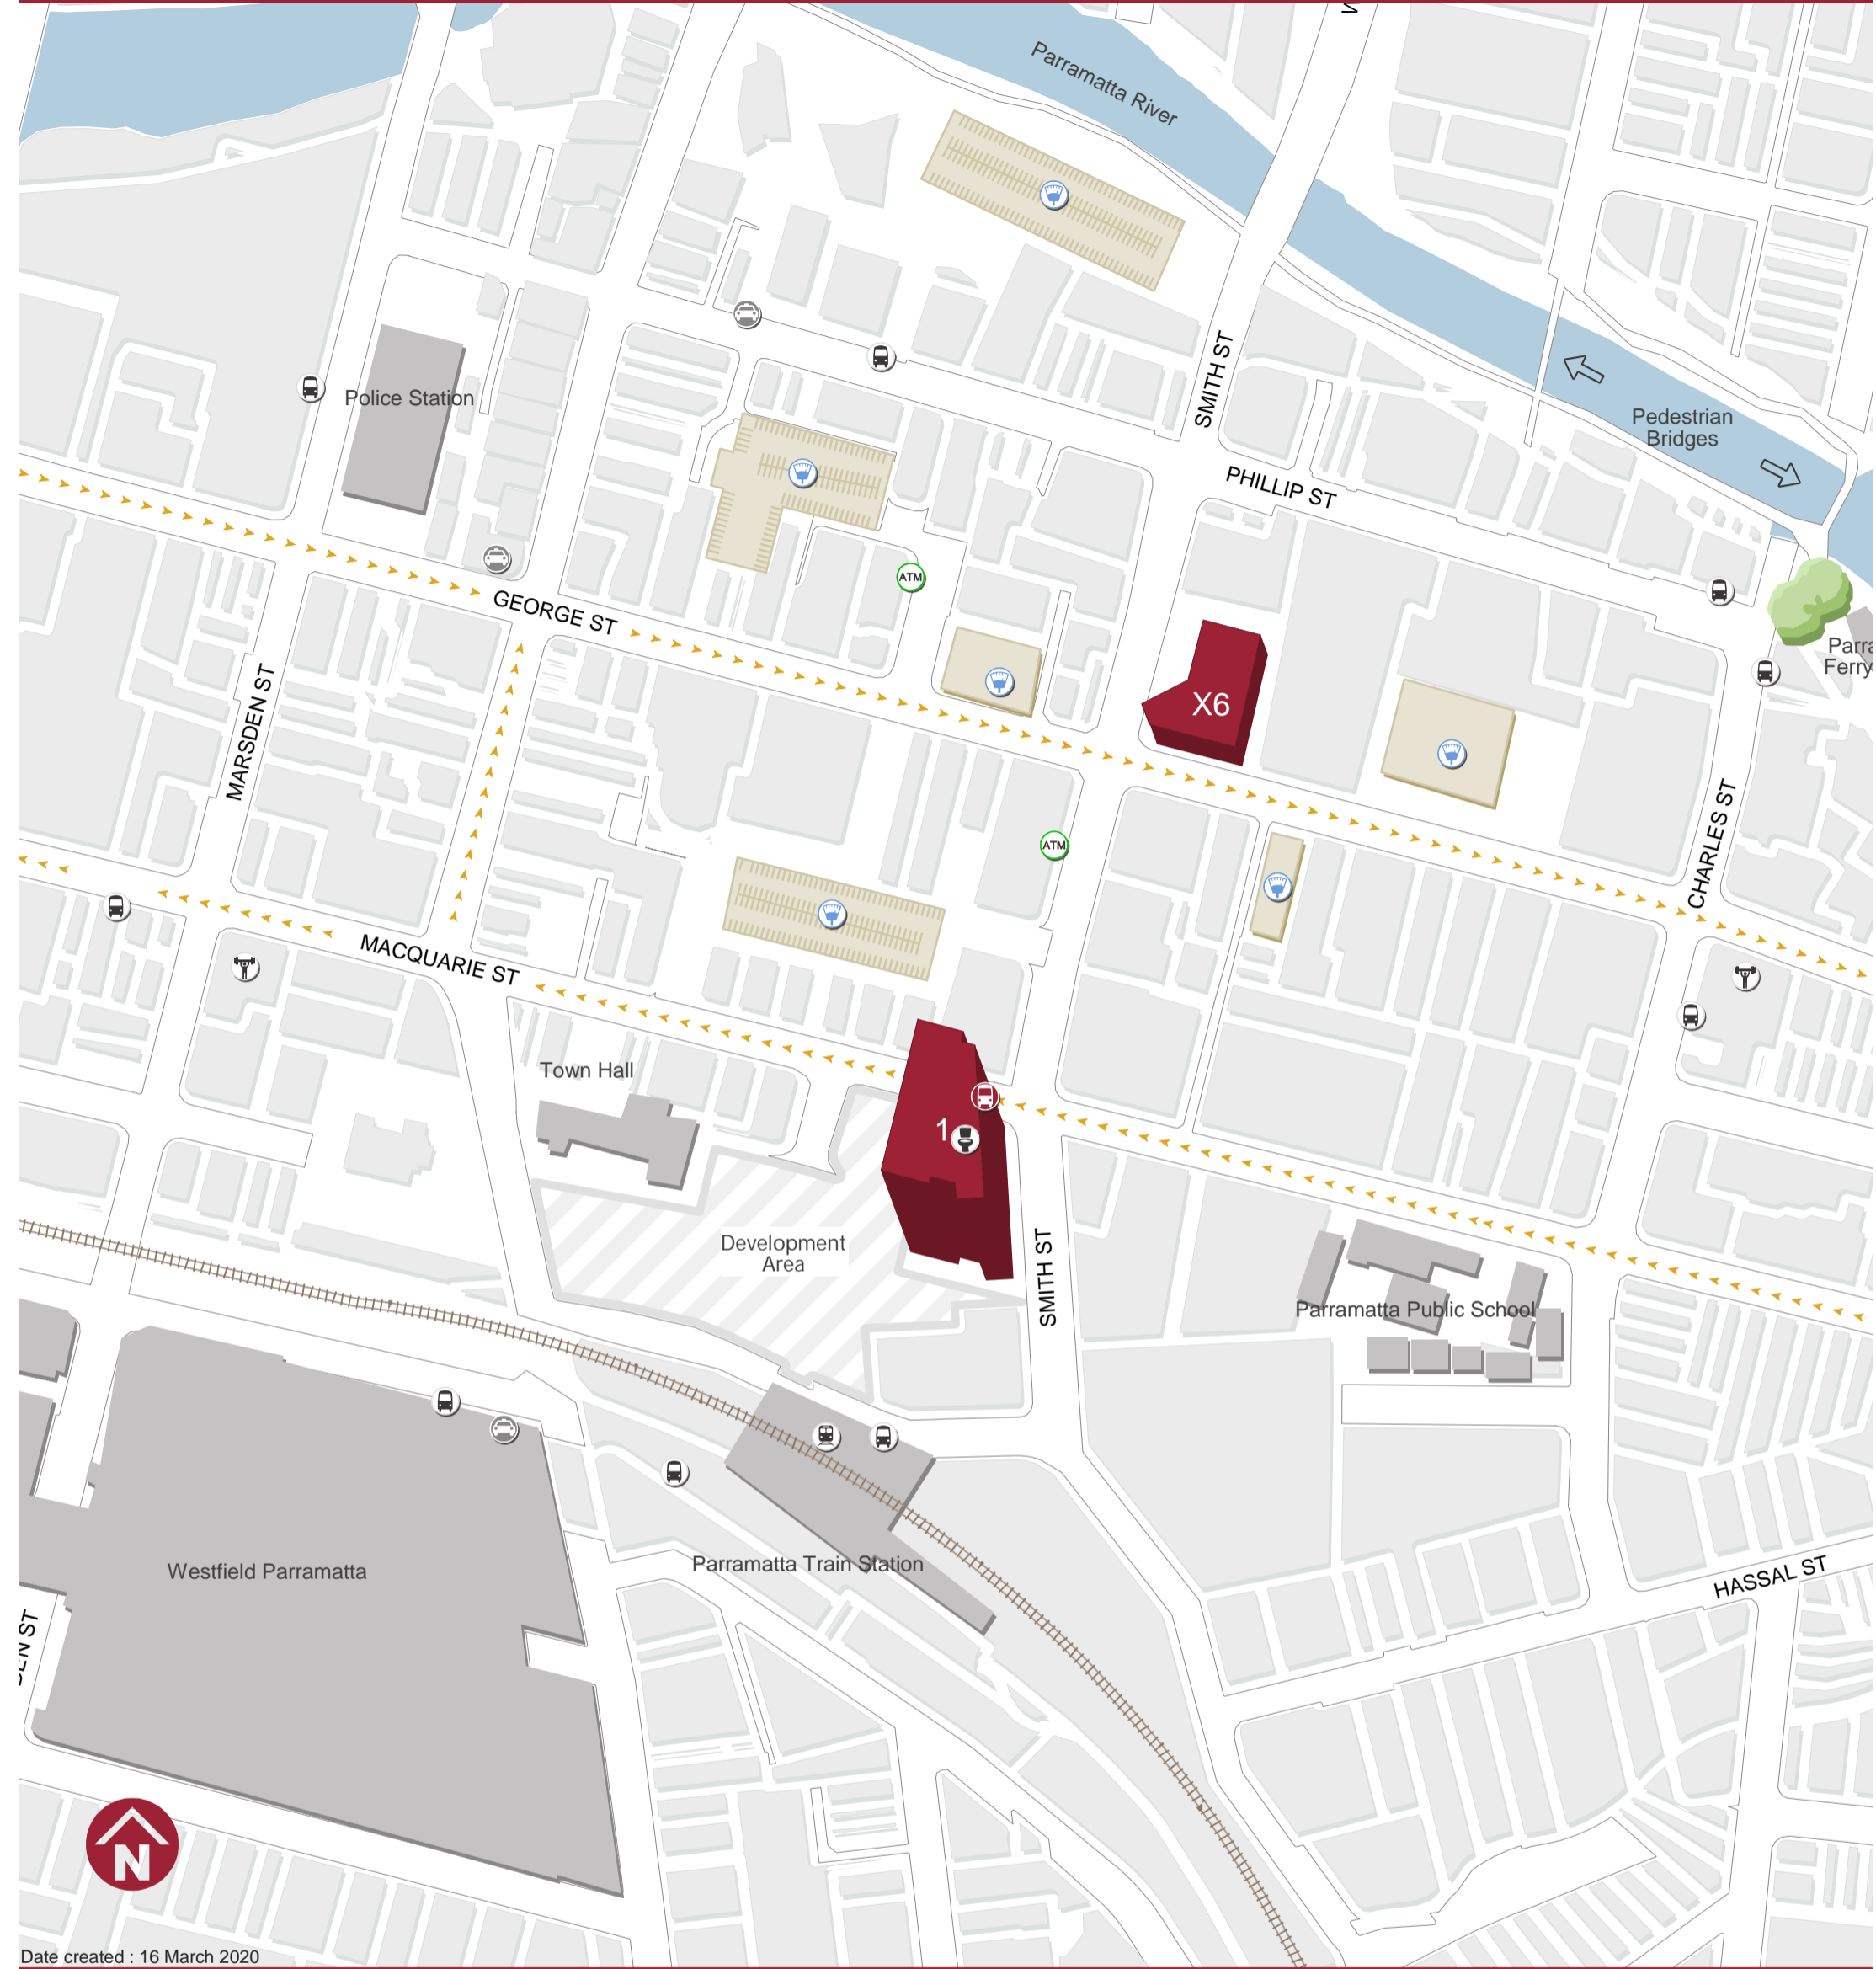 Parramatta River
SMITH ST
Police Station
Pedestrian
Bridges
PHILLIP ST
ATM
GEORGE ST
MARSDEN ST
X6
CHARLES ST
ATM
MACQUARIE ST
Town Hall
1
Development
Area
SMITH ST
Parramatta Public School
Parramatta Train Station
Westfield Parramatta
HASSAL ST
N
Date created : 16 March 2020